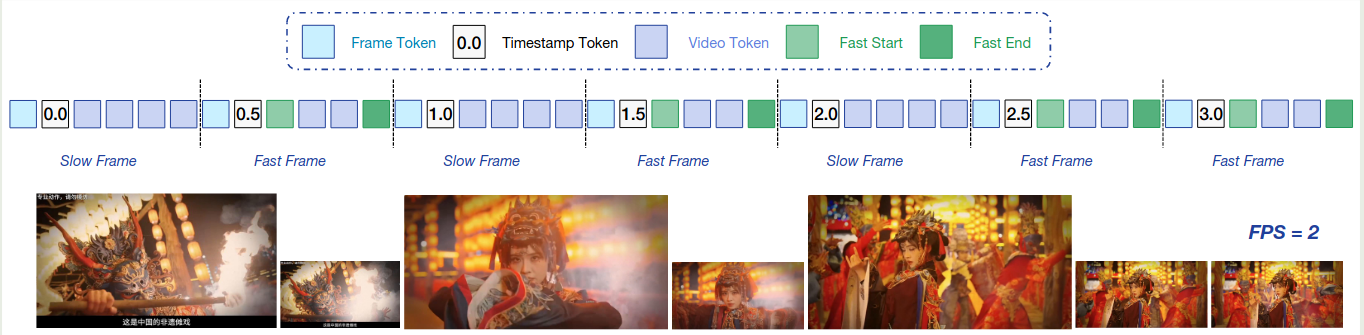 Frame Token 0.0 Timestamp Token Video Token Fast Start Fast End
0.0 0.5 1.0 1.5 2.0 2.5 3.0
Slow Frame Fast Frame Slow Frame Fast Frame Slow Frame Fast Frame Fast Frame
专业动作，请勿模仿
FPS = 2
这是中国的非遗傩戏
这是中国的非遗傩戏